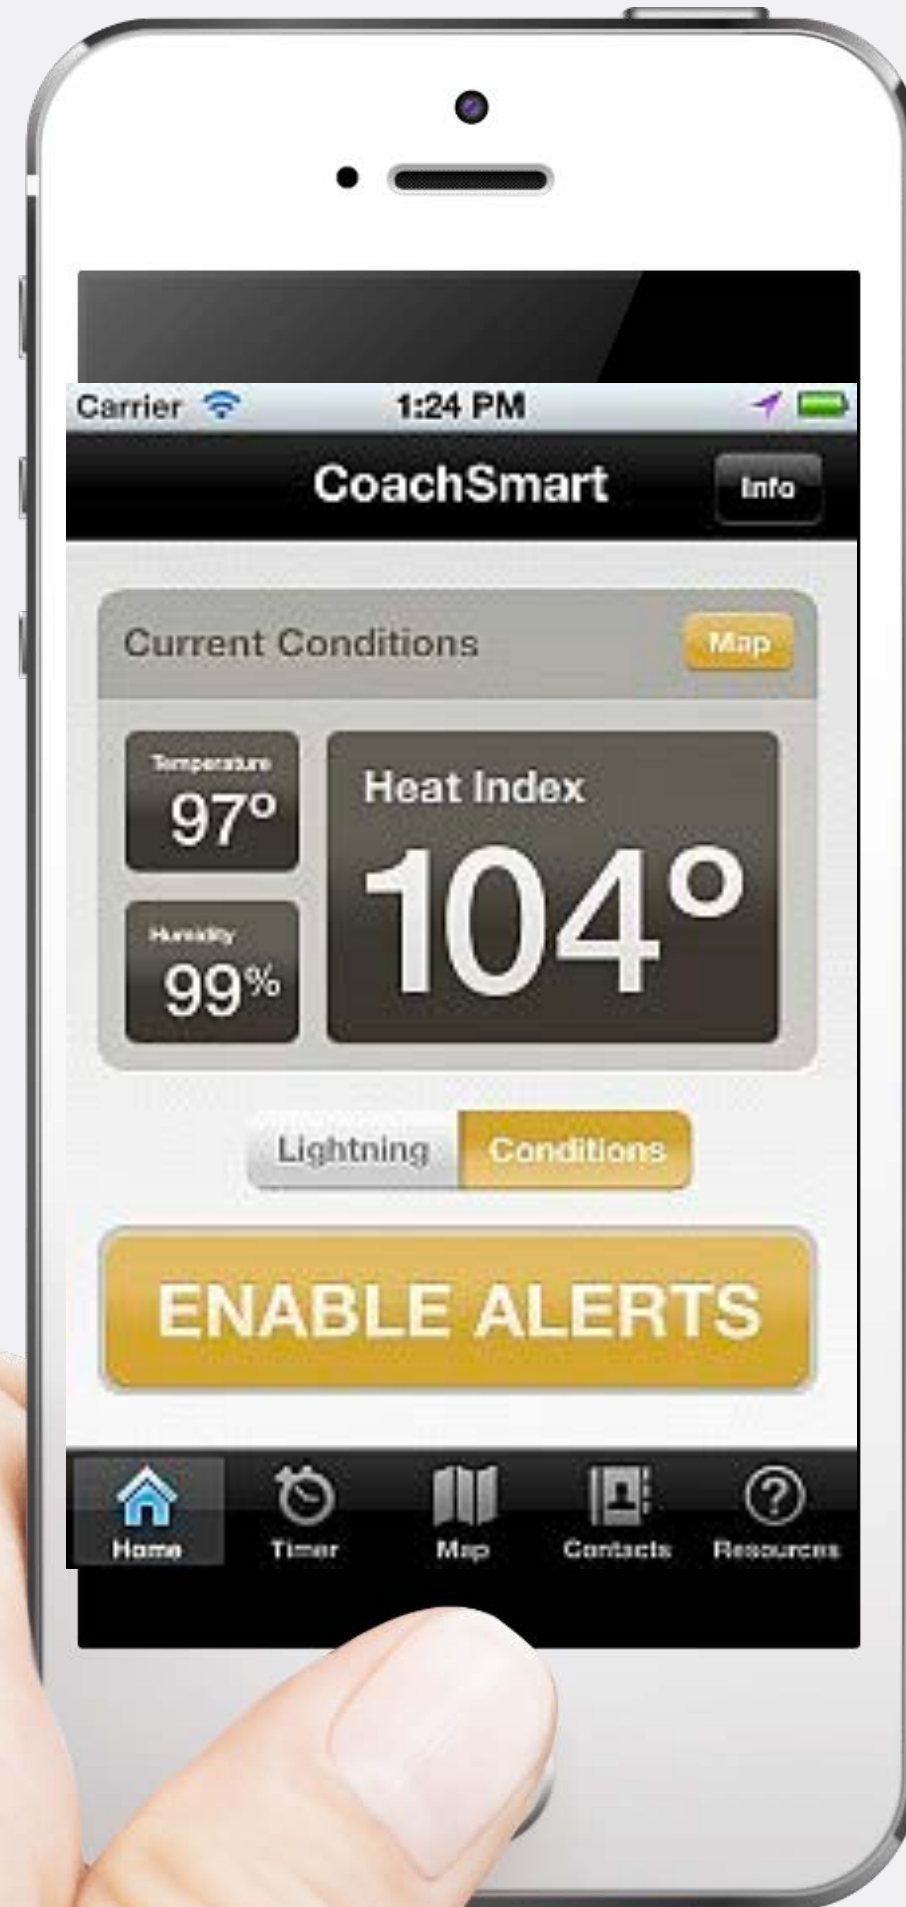 Carrier 1:24 PM
CoachSmart Info
Current Conditions Map
Temperature
97°
Heat Index
104°
Humidity
99%
Lightning Conditions
ENABLE ALERTS
Home Timer Map Contacts Resources